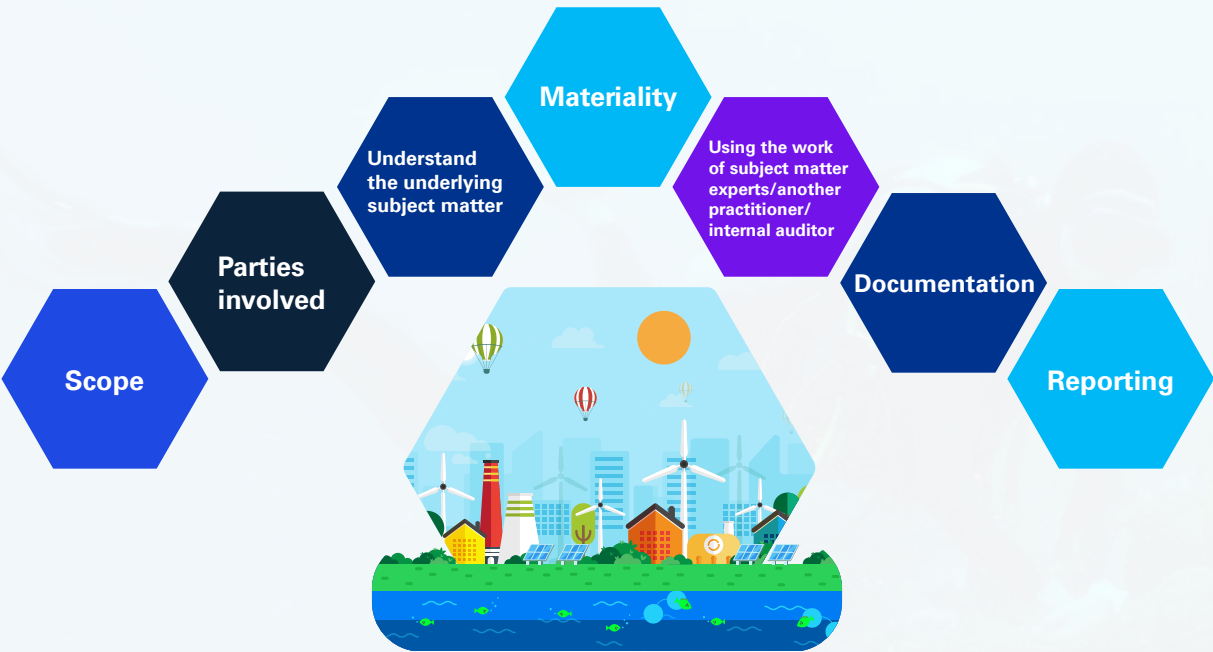 Scope
Parties
involved
Understand
the underlying
subject matter
Materiality
Using the work
of subject matter
experts/another
practitioner/
internal auditor
Documentation
Reporting